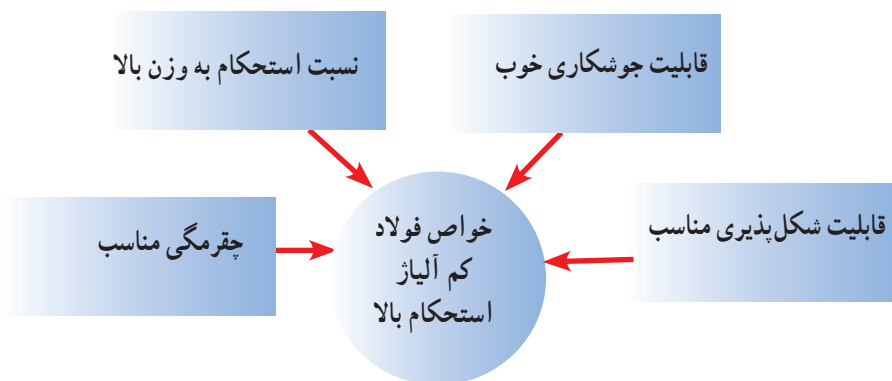 قابلیت جوشکاری خوب
نسبت استحکام به وزن بالا
قابلیت شکل‌پذیری مناسب
چقرمگی مناسب
خواص فولاد
کم آلیاژ
استحکام بالا